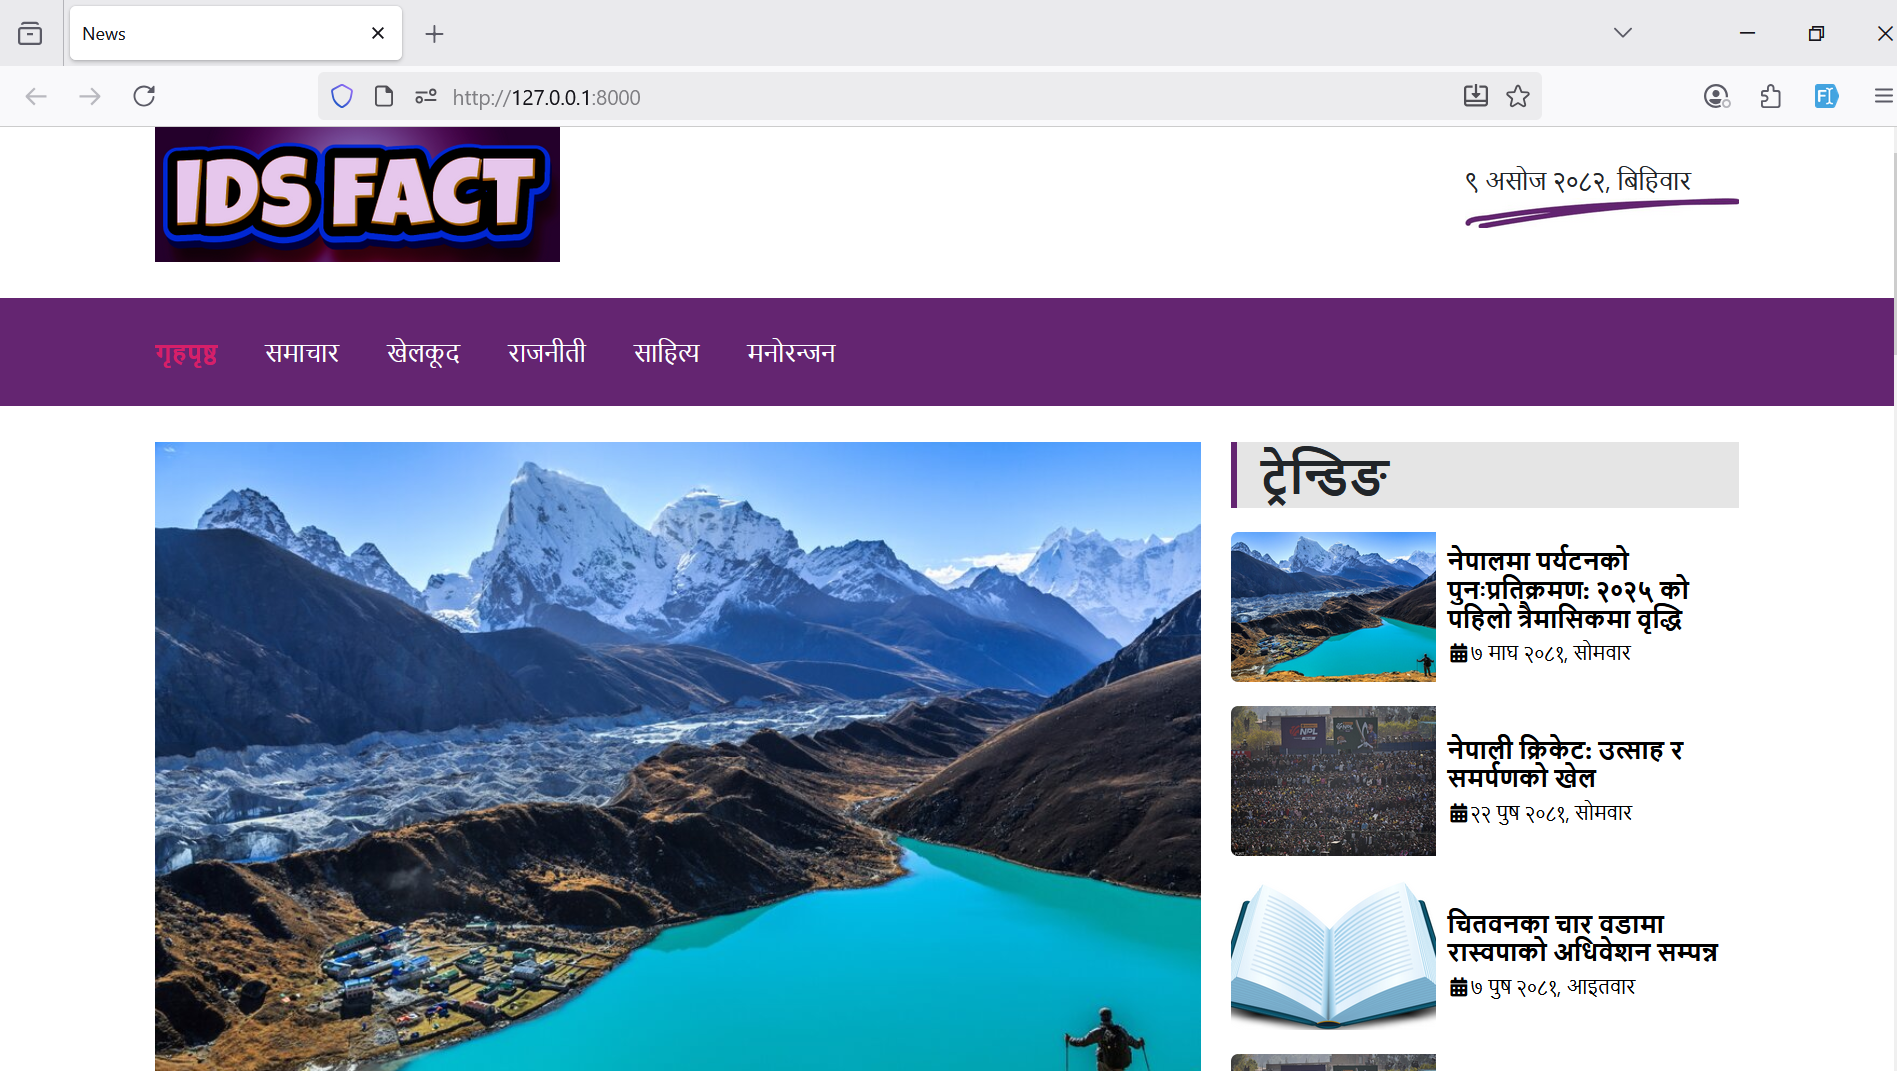 News
http://127.0.0.1:8000
IDS FACT
९ असोज २०८२, बिहिवार
गृहपृष्ठ समाचार खेलकूद राजनीती साहित्य मनोरन्जन
ट्रेन्डिङ
नेपालमा पर्यटनको
पुनःप्रतिक्रमण: २०२५ को
पहिलो त्रैमासिकमा वृद्धि
७ माघ २०८१, सोमवार
NPL
नेपाली क्रिकेट: उत्साह र
समर्पणको खेल
२२ पुष २०८१, सोमवार
चितवनका चार वडामा
रास्वपाको अधिवेशन सम्पन्न
७ पुष २०८१, आइतवार